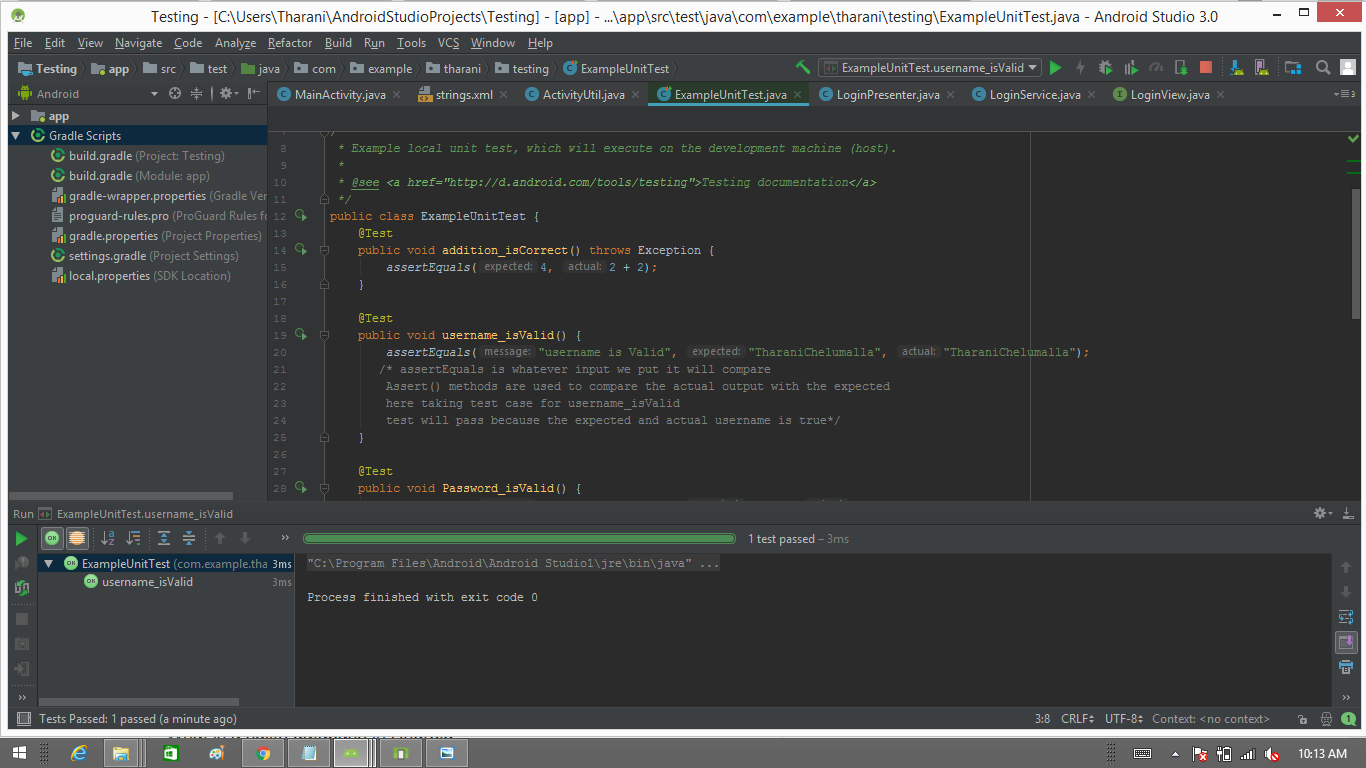 Testing - [C:\Users\Tharani\AndroidStudioProjects\Testing] - [app] - ...\app\src\test\java\com\example\tharani\testing\ExampleUnitTest.java - Android Studio 3.0
File Edit View Navigate Code Analyze Refactor Build Run Tools VCS Window Help
Testing app src test java com example tharani testing ExampleUnitTest ExampleUnitTest.username_isValid
Android MainActivity.java strings.xml ActivityUtil.java ExampleUnitTest.java LoginPresenter.java LoginService.java LoginView.java
app
Gradle Scripts
build.gradle (Project: Testing)
build.gradle (Module: app)
gradle-wrapper.properties (Gradle Ver
proguard-rules.pro (ProGuard Rules fo
gradle.properties (Project Properties)
settings.gradle (Project Settings)
local.properties (SDK Location)
8 * Example local unit test, which will execute on the development machine (host).
9 *
10 * @see <a href="http://d.android.com/tools/testing">Testing documentation</a>
11 */
12 public class ExampleUnitTest {
13 @Test
14 public void addition_isCorrect() throws Exception {
15 assertEquals( expected: 4, actual: 2 + 2);
16 }
17
18 @Test
19 public void username_isValid() {
20 assertEquals( message: "username is Valid", expected: "TharaniChelumalla", actual: "TharaniChelumalla");
21 /* assertEquals is whatever input we put it will compare
22 Assert() methods are used to compare the actual output with the expected
23 here taking test case for username_isValid
24 test will pass because the expected and actual username is true*/
25 }
26
27 @Test
28 public void Password_isValid() {
Run ExampleUnitTest.username_isValid
1 test passed – 3ms
ExampleUnitTest (com.example.tha 3ms
username_isValid 3ms
"C:\Program Files\Android\Android Studio1\jre\bin\java" ...
Process finished with exit code 0
Tests Passed: 1 passed (a minute ago) 3:8 CRLF UTF-8 Context: <no context> 1
10:13 AM